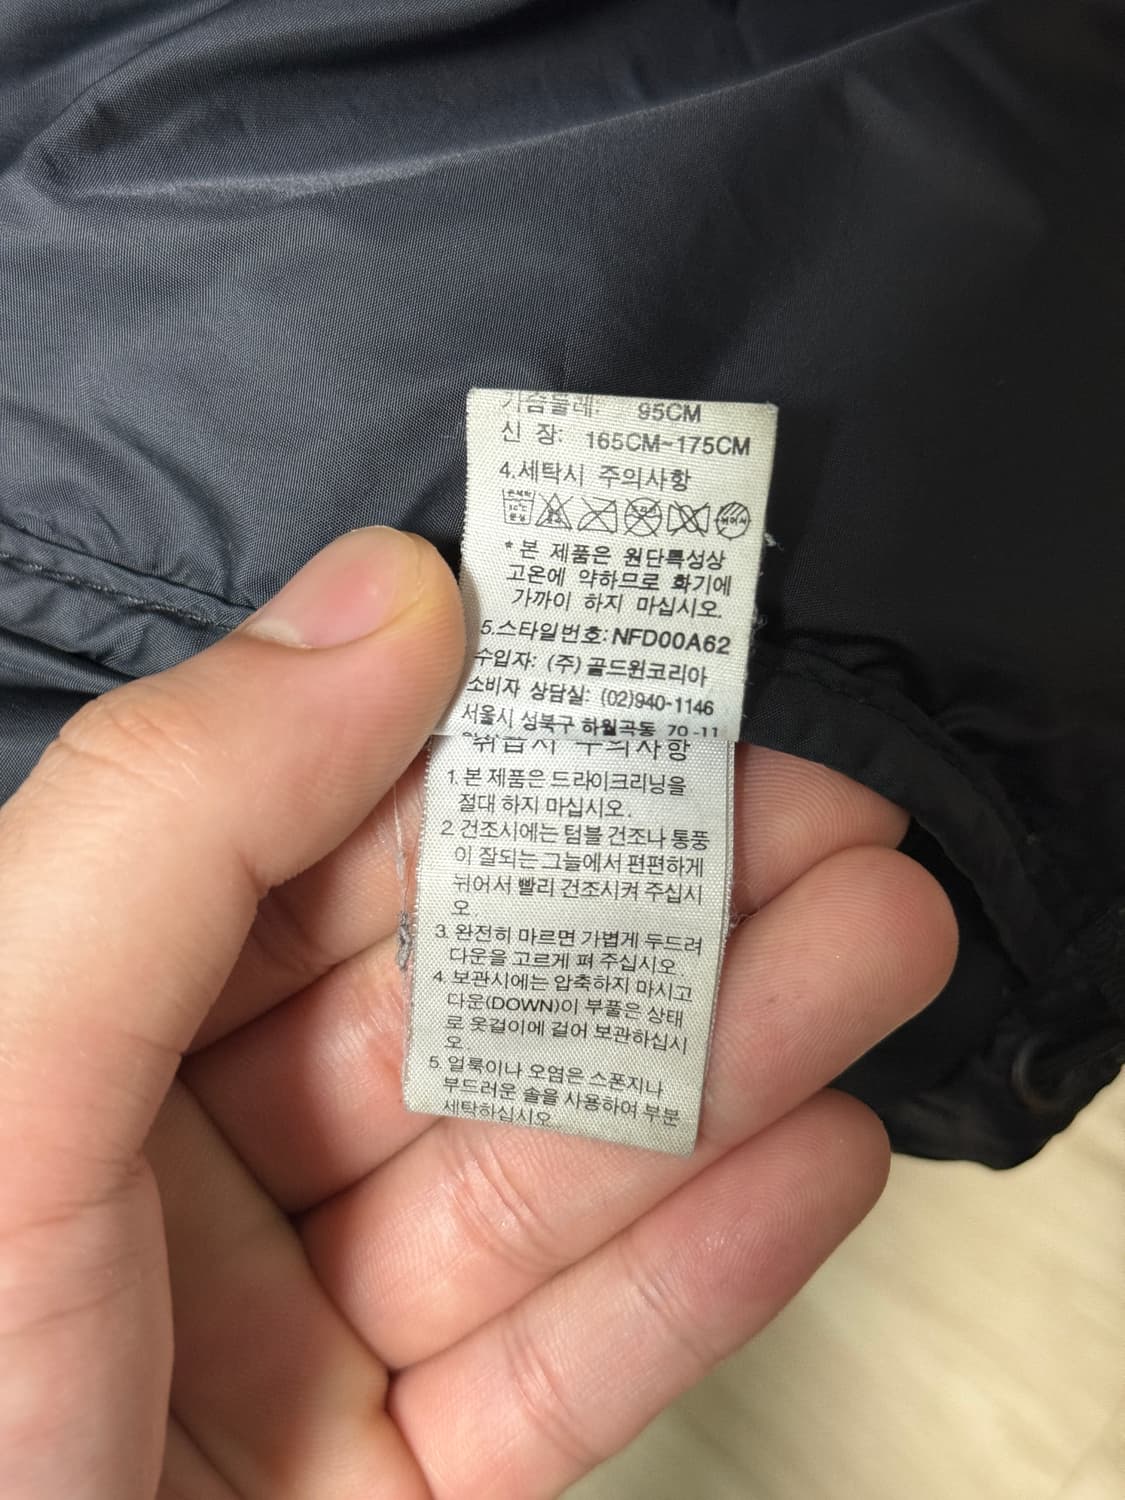 가슴둘레: 95CM
신 장: 165CM~175CM
4.세탁시 주의사항
손세탁
30℃
중성
뉘어서
*본 제품은 원단특성상
고온에 약하므로 화기에
가까이 하지 마십시오.
5.스타일번호:NFD00A62
수입자: (주)골드윈코리아
소비자 상담실: (02)940-1146
서울시 성북구 하월곡동 70-11
취급시 주의사항
1. 본 제품은 드라이크리닝을
절대 하지 마십시오.
2. 건조시에는 텀블 건조나 통풍
이 잘되는 그늘에서 편편하게
뉘어서 빨리 건조시켜 주십시
오.
3. 완전히 마르면 가볍게 두드려
다운을 고르게 펴 주십시오.
4. 보관시에는 압축하지 마시고
다운(DOWN)이 부풀은 상태
로 옷걸이에 걸어 보관하십시
오.
5. 얼룩이나 오염은 스폰지나
부드러운 솔을 사용하여 부분
세탁하십시오.